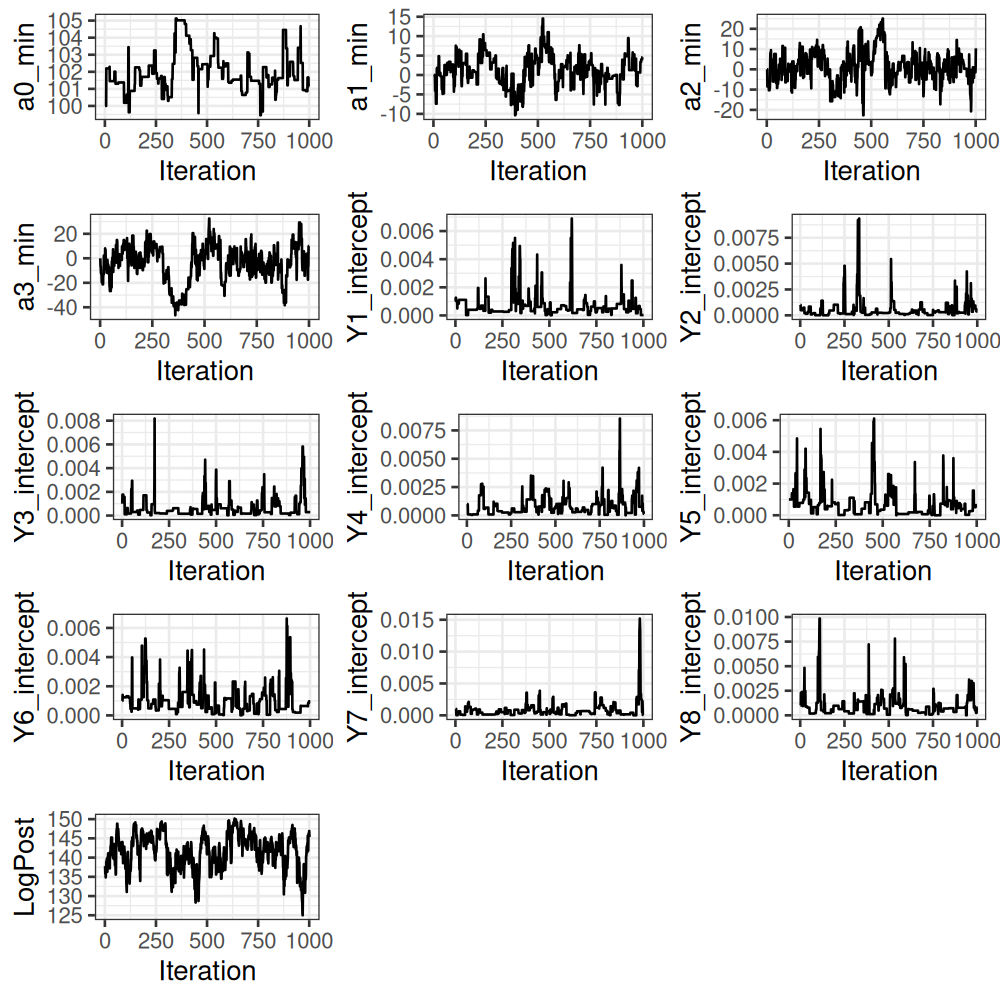 a0_min
105
104
103
102
101
100
0 250 500 750 1000
Iteration
a1_min
15
10
5
0
-5
-10
0 250 500 750 1000
Iteration
a2_min
20
10
0
-10
-20
0 250 500 750 1000
Iteration
a3_min
20
0
-20
-40
0 250 500 750 1000
Iteration
Y1_intercept
0.006
0.004
0.002
0.000
0 250 500 750 1000
Iteration
Y2_intercept
0.0075
0.0050
0.0025
0.0000
0 250 500 750 1000
Iteration
Y3_intercept
0.008
0.006
0.004
0.002
0.000
0 250 500 750 1000
Iteration
Y4_intercept
0.0075
0.0050
0.0025
0.0000
0 250 500 750 1000
Iteration
Y5_intercept
0.006
0.004
0.002
0.000
0 250 500 750 1000
Iteration
Y6_intercept
0.006
0.004
0.002
0.000
0 250 500 750 1000
Iteration
Y7_intercept
0.015
0.010
0.005
0.000
0 250 500 750 1000
Iteration
Y8_intercept
0.0100
0.0075
0.0050
0.0025
0.0000
0 250 500 750 1000
Iteration
LogPost
150
145
140
135
130
125
0 250 500 750 1000
Iteration